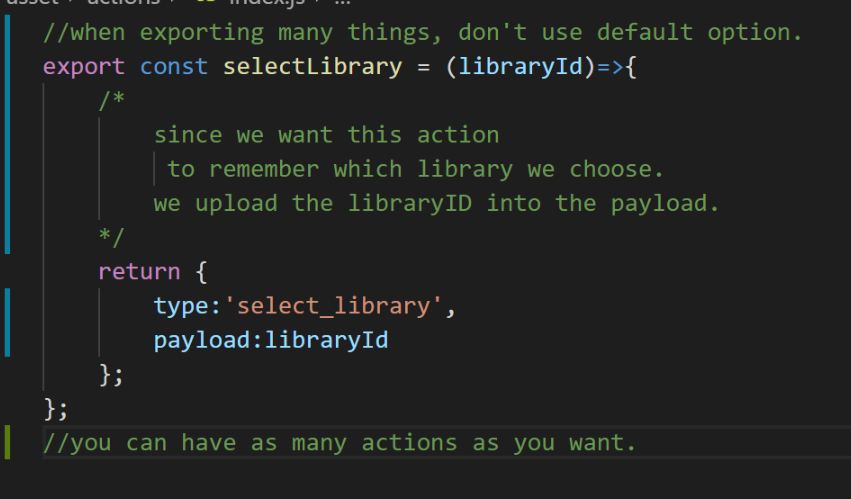 asset > actions > JS index.js > ...
//when exporting many things, don't use default option.
export const selectLibrary = (libraryId)=>{
/*
since we want this action
to remember which library we choose.
we upload the libraryID into the payload.
*/
return {
type:'select_library',
payload:libraryId
};
};
//you can have as many actions as you want.